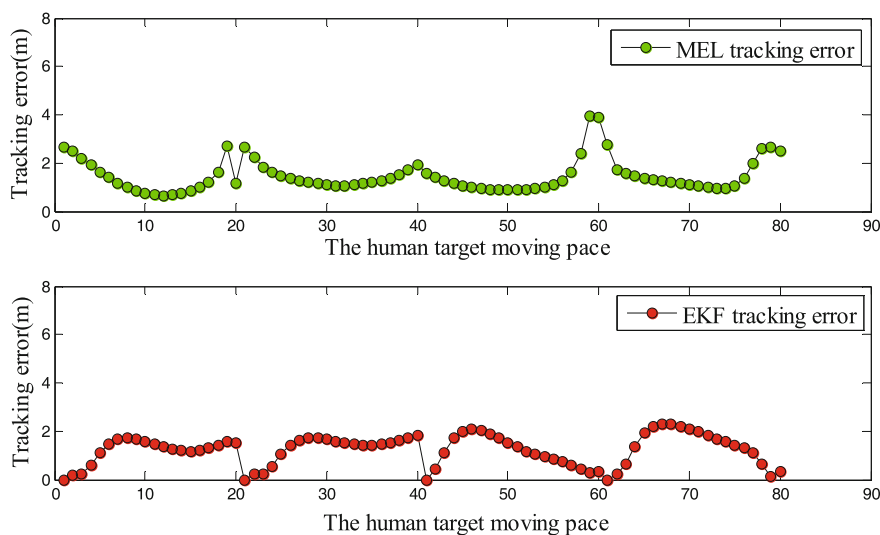 8
6
4
2
0
Tracking error(m)
MEL tracking error
0 10 20 30 40 50 60 70 80 90
The human target moving pace
8
6
4
2
0
Tracking error(m)
EKF tracking error
0 10 20 30 40 50 60 70 80 90
The human target moving pace